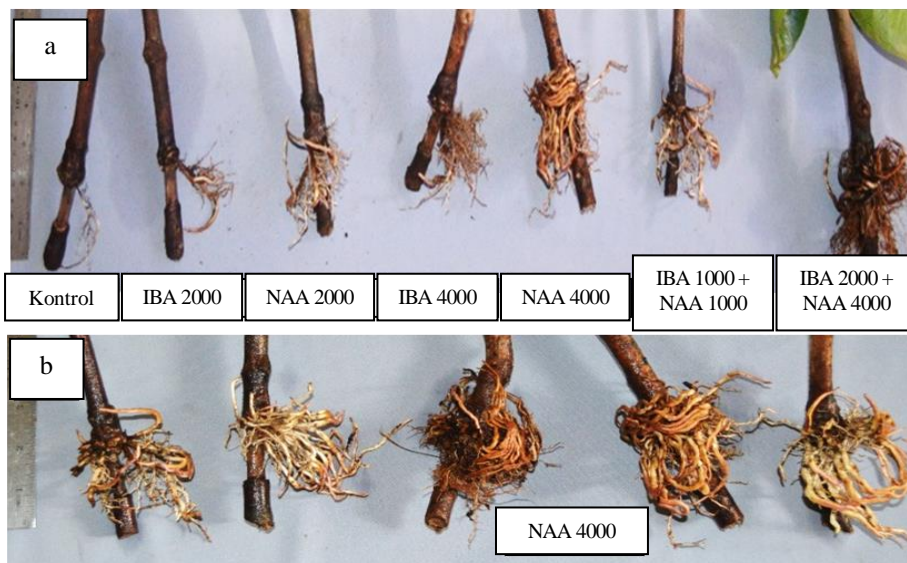 a
Kontrol
IBA 2000
NAA 2000
IBA 4000
NAA 4000
IBA 1000 +
NAA 1000
IBA 2000 +
NAA 4000
b
NAA 4000